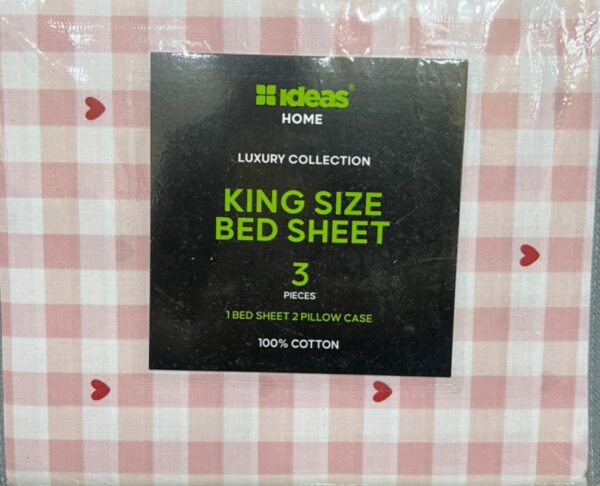 ideas®
HOME
LUXURY COLLECTION
KING SIZE
BED SHEET
3
PIECES
1 BED SHEET 2 PILLOW CASE
100% COTTON